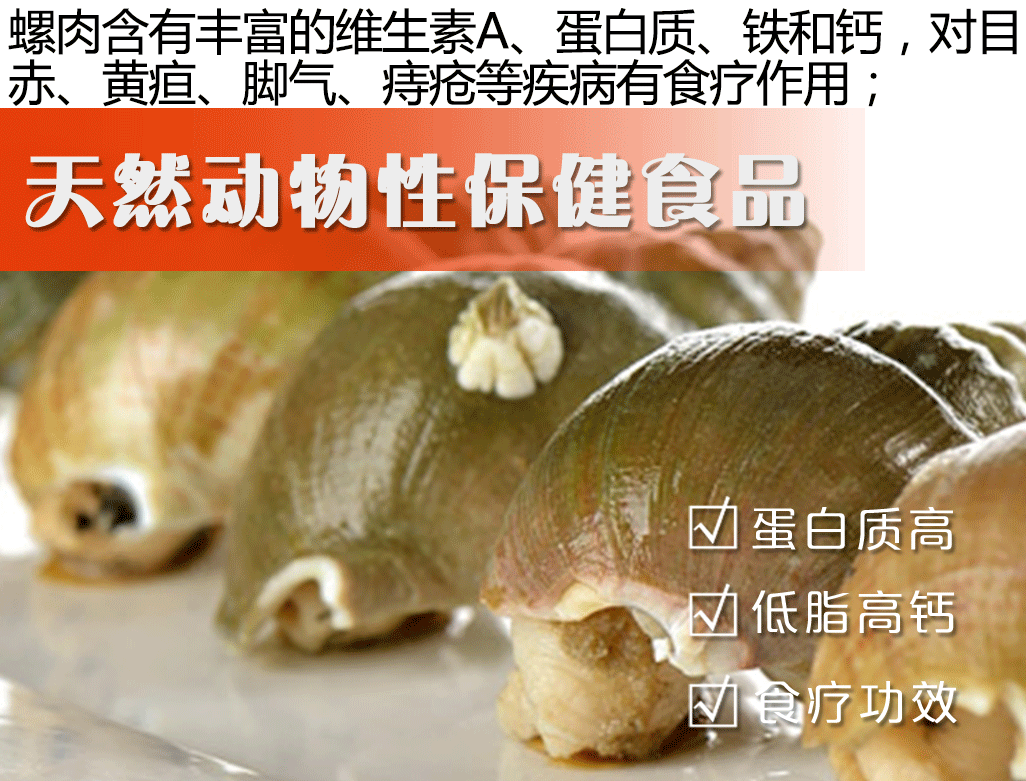 螺肉含有丰富的维生素A、蛋白质、铁和钙，对目
赤、黄疸、脚气、痔疮等疾病有食疗作用；
天然动物性保健食品
蛋白质高
低脂高钙
食疗功效